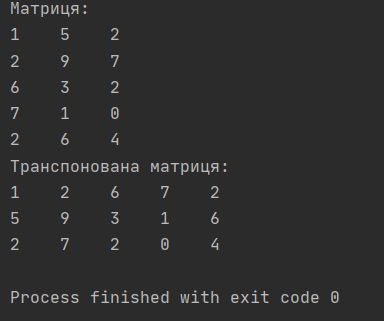 Матриця:
1 5 2
2 9 7
6 3 2
7 1 0
2 6 4
Транспонована матриця:
1 2 6 7 2
5 9 3 1 6
2 7 2 0 4
Process finished with exit code 0